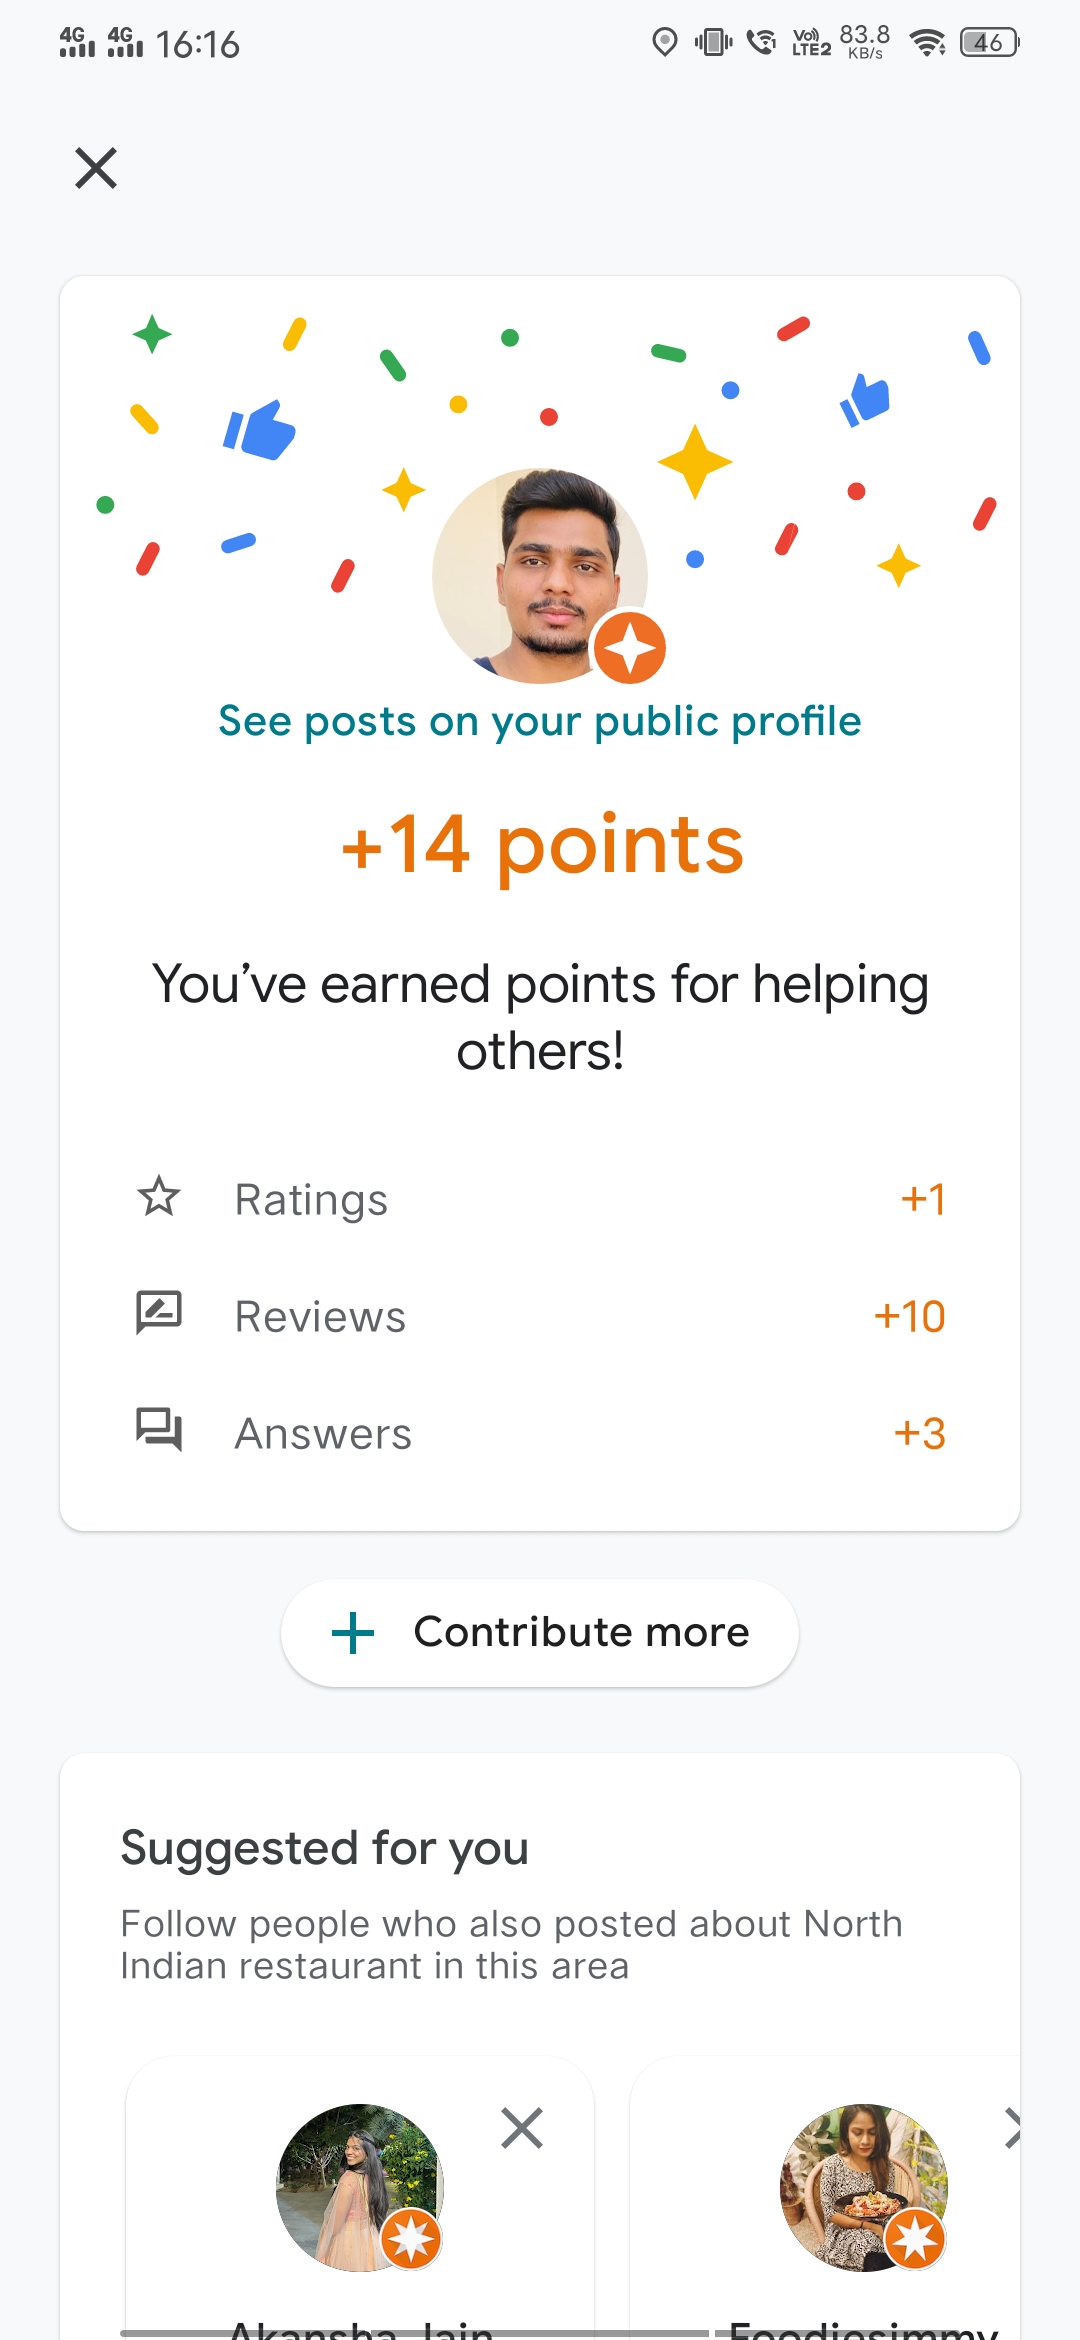 4G 4G 16:16 Vo) LTE2 83.8 KB/s 46
See posts on your public profile
+14 points
You’ve earned points for helping
others!
Ratings +1
Reviews +10
Answers +3
Contribute more
Suggested for you
Follow people who also posted about North
Indian restaurant in this area
Akansha Jain Foodiesimmy